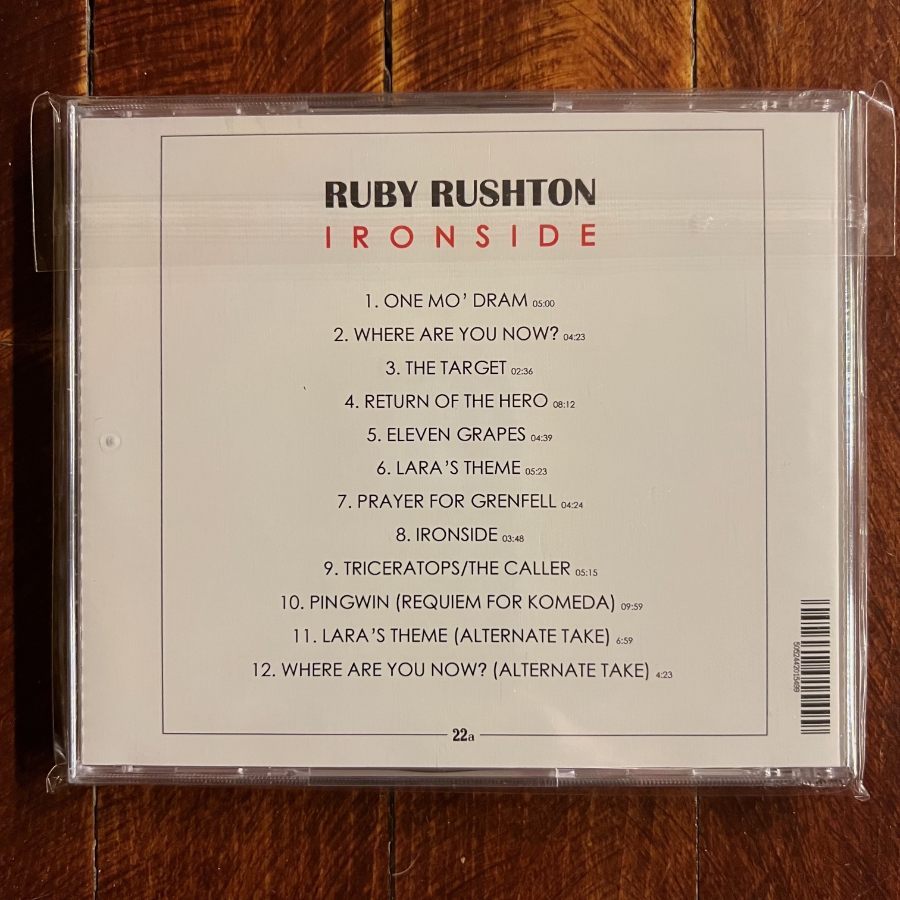 RUBY RUSHTON
IRONSIDE
1. ONE MO' DRAM 05:00
2. WHERE ARE YOU NOW? 04:23
3. THE TARGET 02:36
4. RETURN OF THE HERO 08:12
5. ELEVEN GRAPES 04:39
6. LARA'S THEME 05:23
7. PRAYER FOR GRENFELL 04:24
8. IRONSIDE 03:48
9. TRICERATOPS/THE CALLER 05:15
10. PINGWIN (REQUIEM FOR KOMEDA) 09:59
11. LARA'S THEME (ALTERNATE TAKE) 6:59
12. WHERE ARE YOU NOW? (ALTERNATE TAKE) 4:23
22a